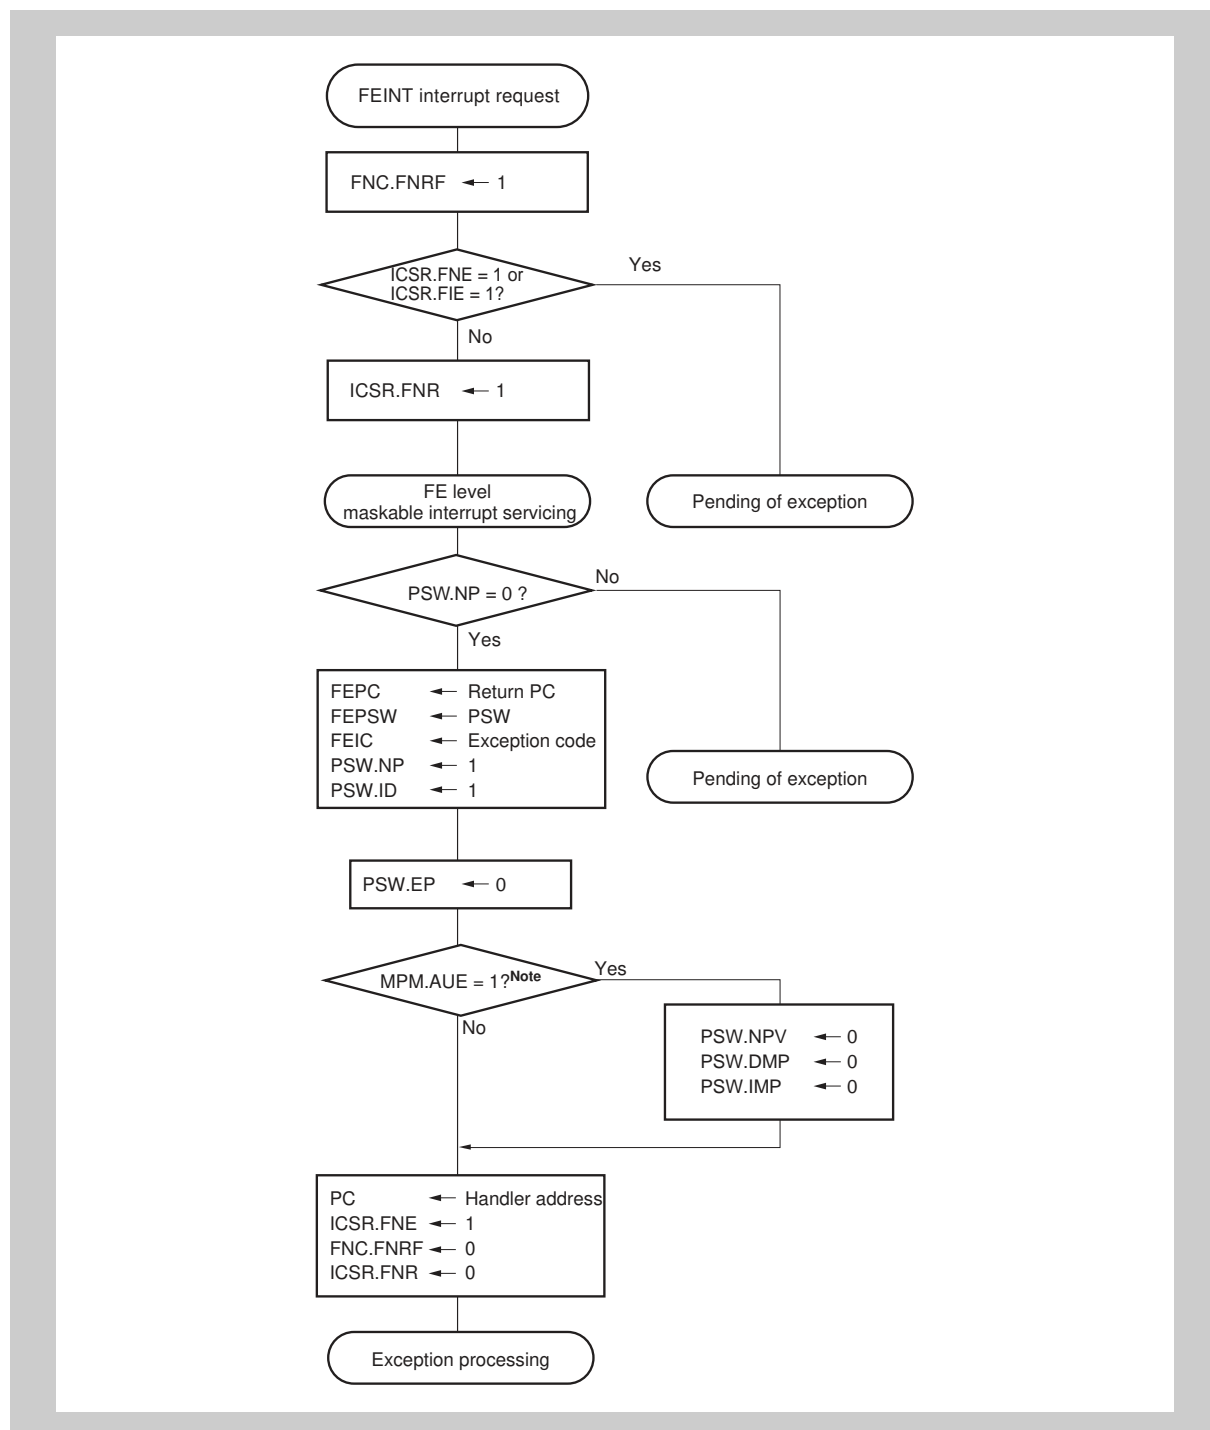 FEINT interrupt request
FNC.FNRF ← 1
ICSR.FNE = 1 or
ICSR.FIE = 1?
Yes
No
ICSR.FNR ← 1
FE level
maskable interrupt servicing
Pending of exception
PSW.NP = 0 ?
No
Yes
FEPC ← Return PC
FEPSW ← PSW
FEIC ← Exception code
PSW.NP ← 1
PSW.ID ← 1
Pending of exception
PSW.EP ← 0
MPM.AUE = 1?Note
Yes
No
PSW.NPV ← 0
PSW.DMP ← 0
PSW.IMP ← 0
PC ← Handler address
ICSR.FNE ← 1
FNC.FNRF ← 0
ICSR.FNR ← 0
Exception processing